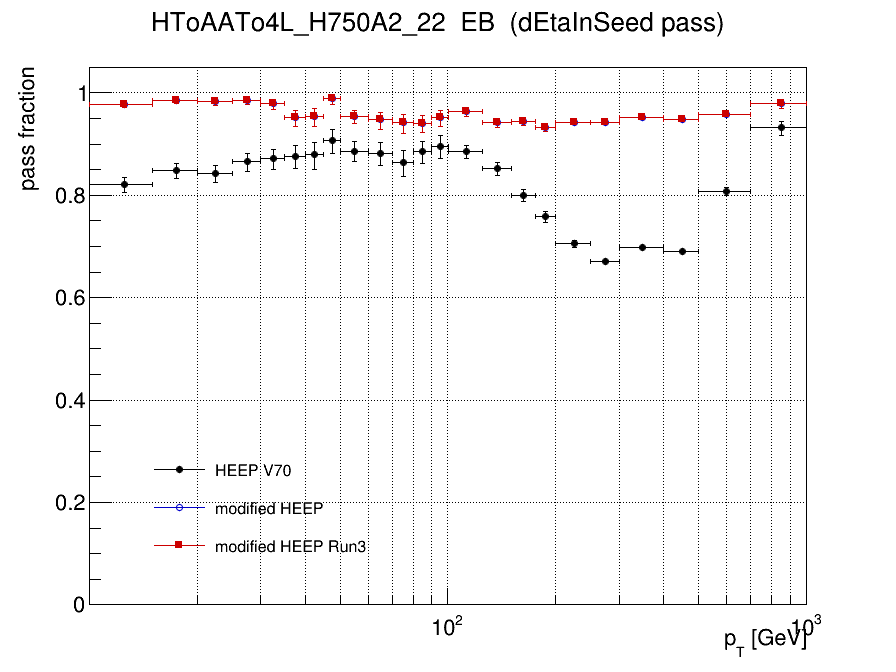 HToAATo4L_H750A2_22 EB (dEtaInSeed pass)
pass fraction
1
0.8
0.6
0.4
0.2
0
HEEP V70
modified HEEP
modified HEEP Run3
10²
10³
p_T [GeV]